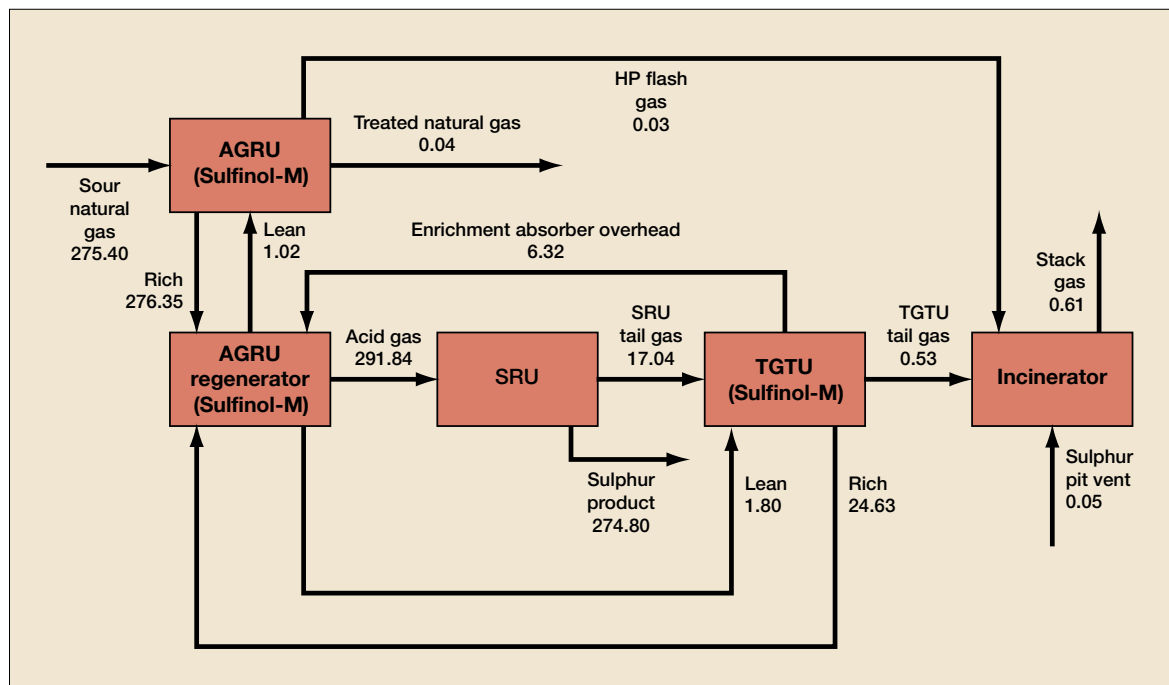 HP flash
gas
0.03
Treated natural gas
0.04
AGRU
(Sulfinol-M)
Sour
natural
gas
275.40
Lean
1.02
Rich
276.35
Enrichment absorber overhead
6.32
Stack
gas
0.61
Acid gas
291.84
SRU
tail gas
17.04
TGTU
tail gas
0.53
AGRU
regenerator
(Sulfinol-M)
SRU
TGTU
(Sulfinol-M)
Incinerator
Sulphur
product
274.80
Lean
1.80
Rich
24.63
Sulphur
pit vent
0.05